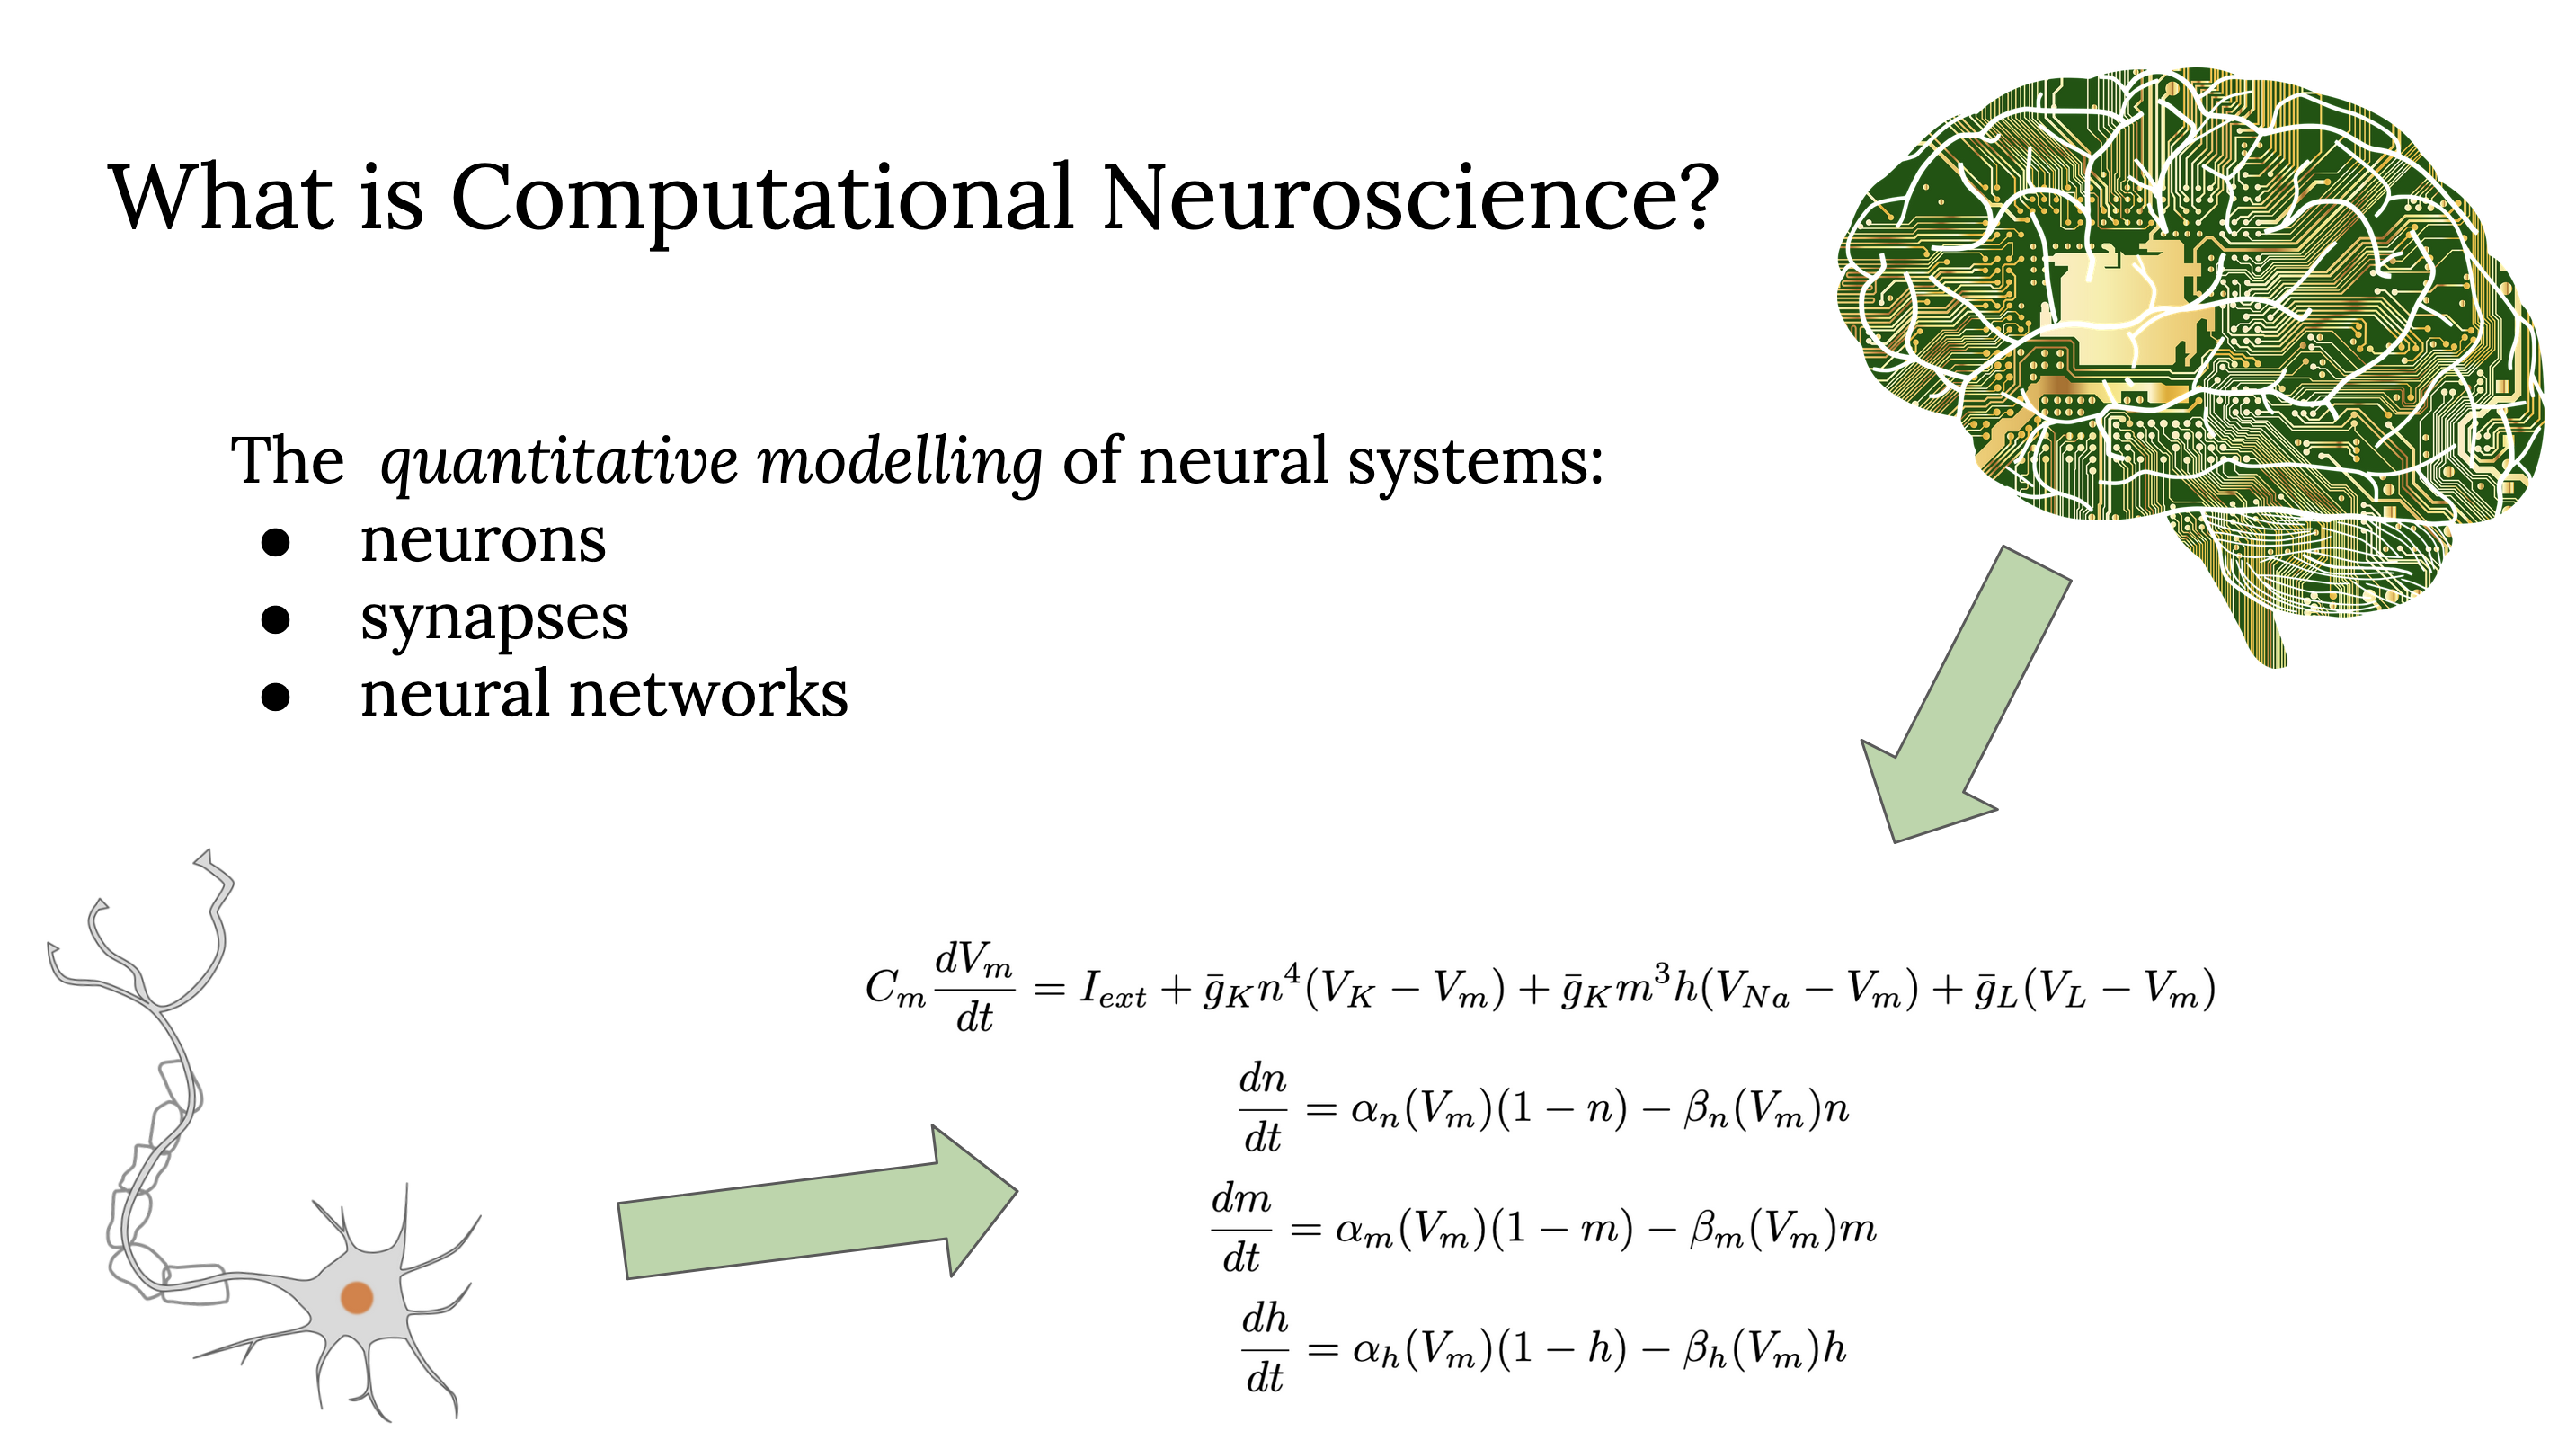 What is Computational Neuroscience?
The quantitative modelling of neural systems:
● neurons
● synapses
● neural networks
$C_m \frac{dV_m}{dt} = I_{ext} + \bar{g}_K n^4 (V_K - V_m) + \bar{g}_K m^3 h (V_{Na} - V_m) + \bar{g}_L (V_L - V_m)$
$\frac{dn}{dt} = \alpha_n(V_m)(1 - n) - \beta_n(V_m)n$
$\frac{dm}{dt} = \alpha_m(V_m)(1 - m) - \beta_m(V_m)m$
$\frac{dh}{dt} = \alpha_h(V_m)(1 - h) - \beta_h(V_m)h$